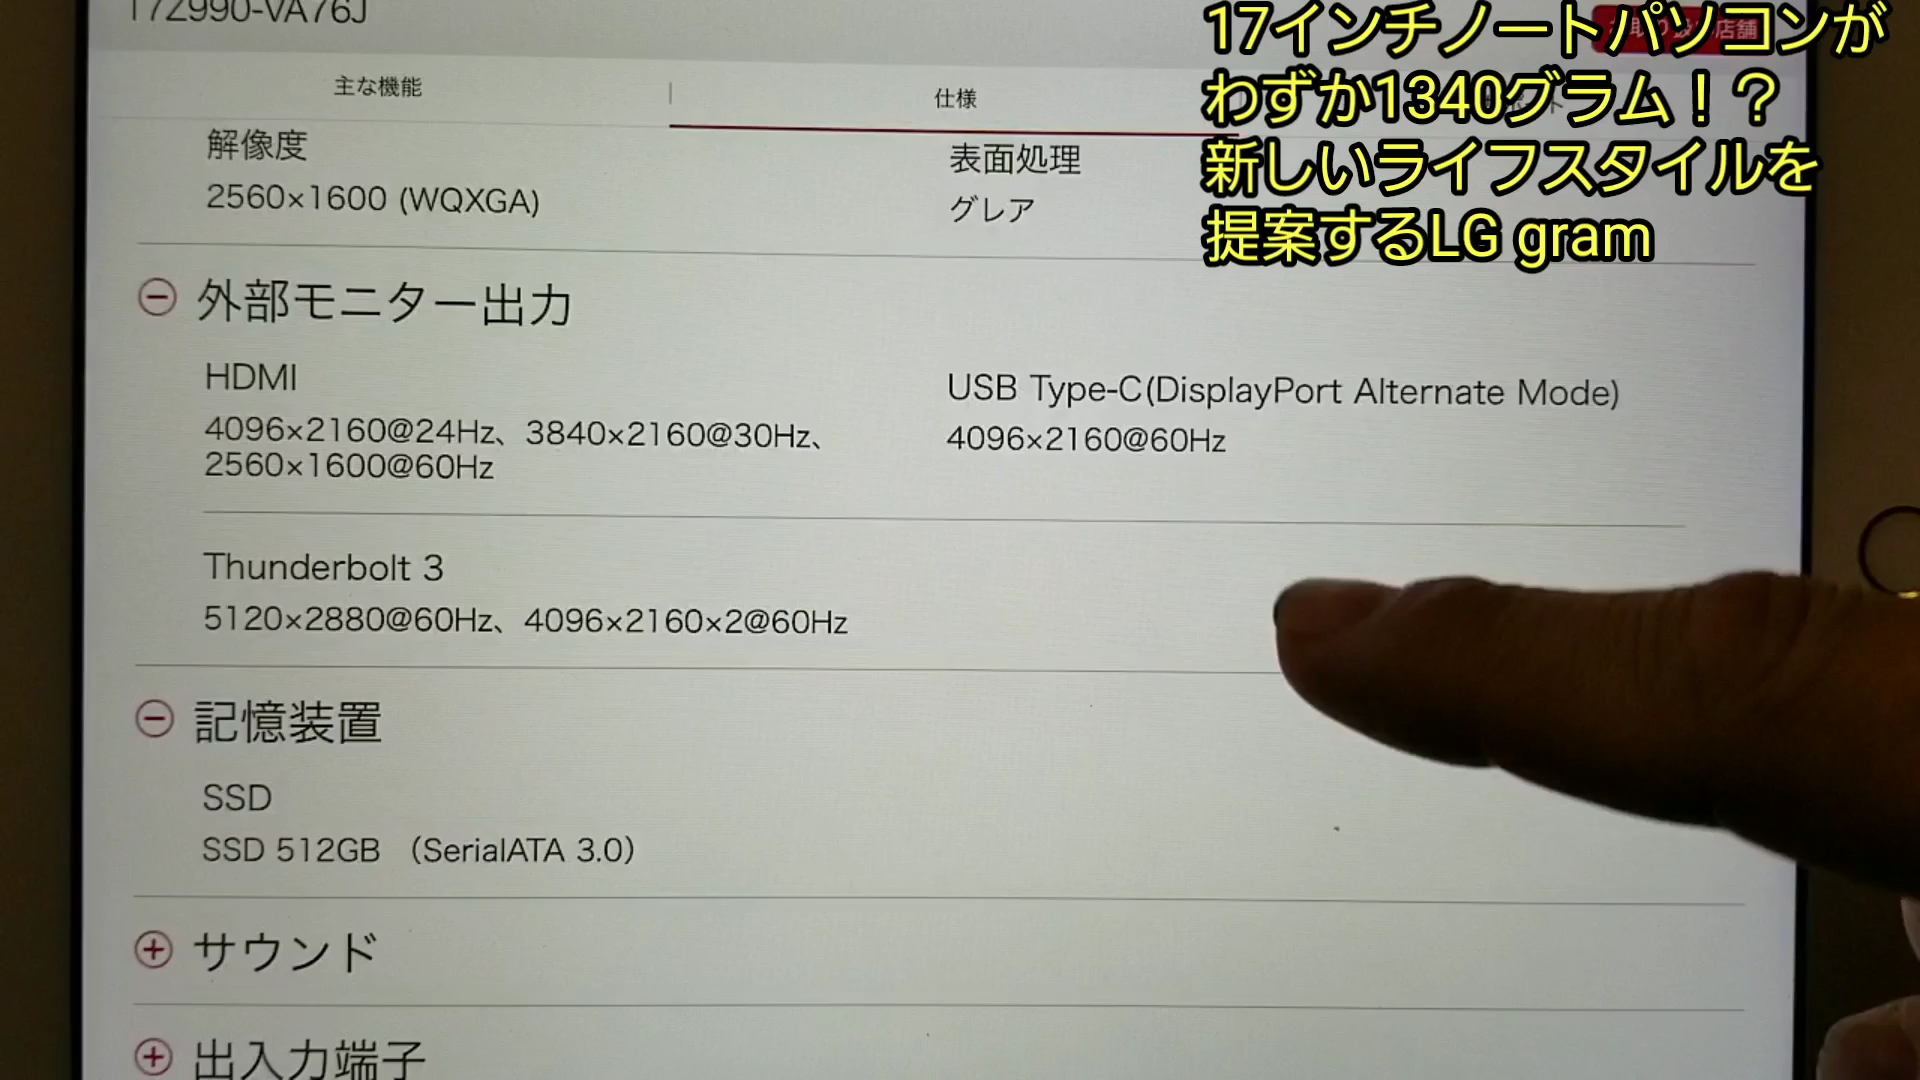 17Z990-VA76J
17インチノートパソコンが
わずか1340グラム！？
新しいライフスタイルを
提案するLG gram
主な機能
仕様
解像度
2560×1600 (WQXGA)
表面処理
グレア
外部モニター出力
HDMI
4096×2160@24Hz、3840×2160@30Hz、
2560×1600@60Hz
USB Type-C(DisplayPort Alternate Mode)
4096×2160@60Hz
Thunderbolt 3
5120×2880@60Hz、4096×2160×2@60Hz
記憶装置
SSD
SSD 512GB （SerialATA 3.0）
サウンド
出入力端子